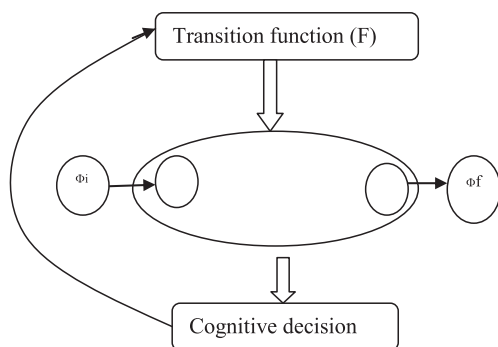 Transition function (F)
Φi
Φf
Cognitive decision